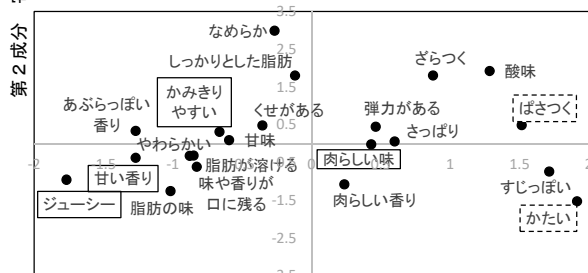 第2成分
3.5
なめらか
しっかりとした脂肪
ざらつく
酸味
2.5
1.5
かみきり
やすい
あぶらっぽい
香り
くせがある
弾力がある
ぱさつく
0.5
やわらかい
甘味
さっぱり
-2
-1
0
1
1.5
2
-0.5
甘い香り
脂肪が溶ける
肉らしい味
味や香りが
口に残る
すじっぽい
ジューシー
脂肪の味
肉らしい香り
かたい
-1.5
-2.5